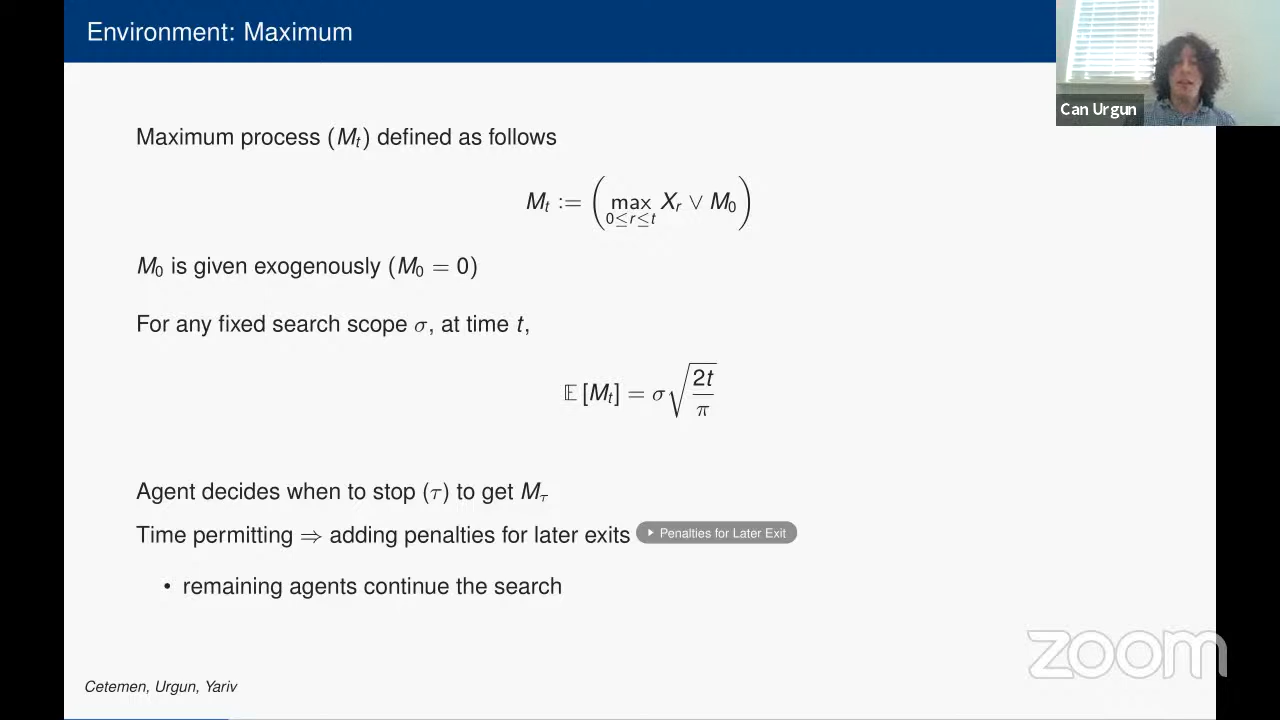 Environment: Maximum
Can Urgun
Maximum process (M_t) defined as follows
M_t := ( max_{0≤r≤t} X_r ∨ M_0 )
M_0 is given exogenously (M_0 = 0)
For any fixed search scope σ, at time t,
𝔼 [M_t] = σ √(2t/π)
Agent decides when to stop (τ) to get M_τ
Time permitting ⇒ adding penalties for later exits ▸ Penalties for Later Exit
• remaining agents continue the search
zoom
Cetemen, Urgun, Yariv